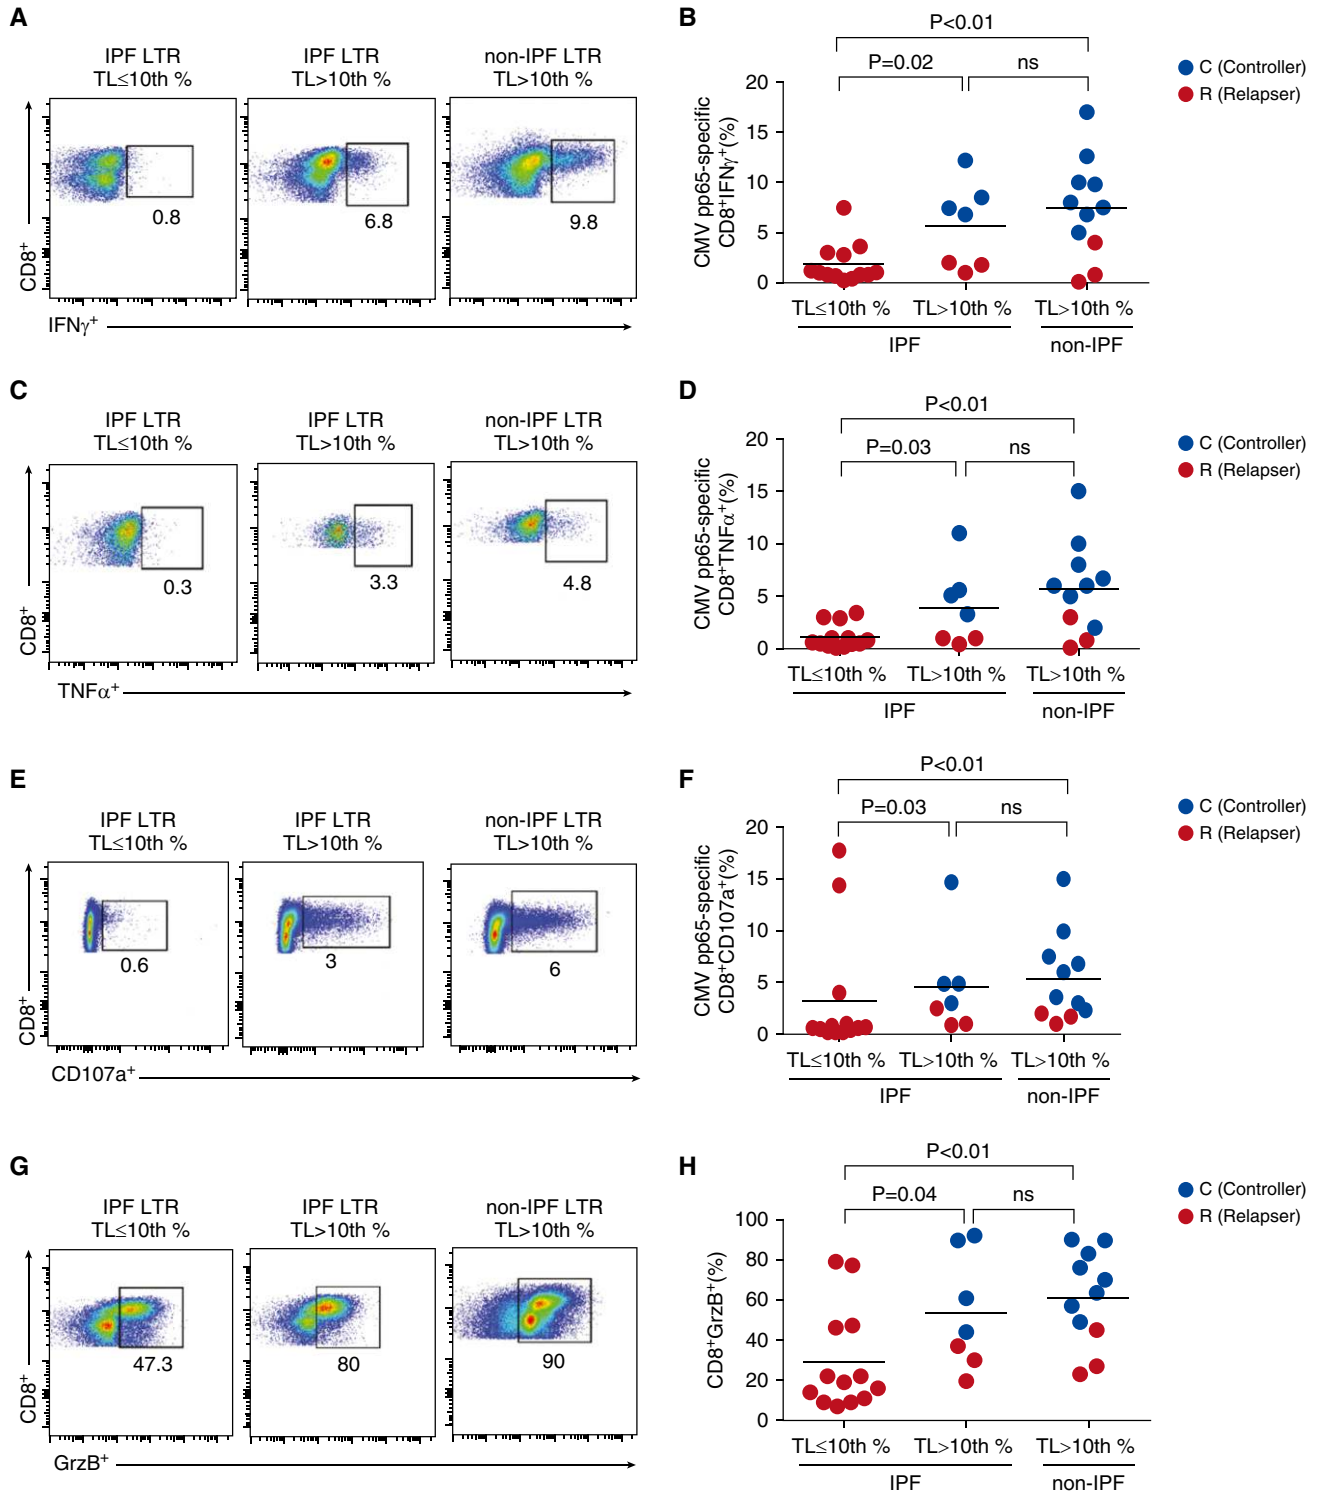 A
IPF LTR
TL≤10th %
IPF LTR
TL>10th %
non-IPF LTR
TL>10th %
0.8
6.8
9.8
CD8+
IFNγ+
B
P<0.01
P=0.02
ns
C (Controller)
R (Relapser)
CMV pp65-specific
CD8+IFNγ+(%)
20
15
10
5
0
TL≤10th %
TL>10th %
TL>10th %
IPF
non-IPF
C
IPF LTR
TL≤10th %
IPF LTR
TL>10th %
non-IPF LTR
TL>10th %
0.3
3.3
4.8
CD8+
TNFα+
D
P<0.01
P=0.03
ns
C (Controller)
R (Relapser)
CMV pp65-specific
CD8+TNFα+(%)
20
15
10
5
0
TL≤10th %
TL>10th %
TL>10th %
IPF
non-IPF
E
IPF LTR
TL≤10th %
IPF LTR
TL>10th %
non-IPF LTR
TL>10th %
0.6
3
6
CD8+
CD107a+
F
P<0.01
P=0.03
ns
C (Controller)
R (Relapser)
CMV pp65-specific
CD8+CD107a+(%)
20
15
10
5
0
TL≤10th %
TL>10th %
TL>10th %
IPF
non-IPF
G
IPF LTR
TL≤10th %
IPF LTR
TL>10th %
non-IPF LTR
TL>10th %
47.3
80
90
CD8+
GrzB+
H
P<0.01
P=0.04
ns
C (Controller)
R (Relapser)
CD8+GrzB+(%)
100
80
60
40
20
0
TL≤10th %
TL>10th %
TL>10th %
IPF
non-IPF